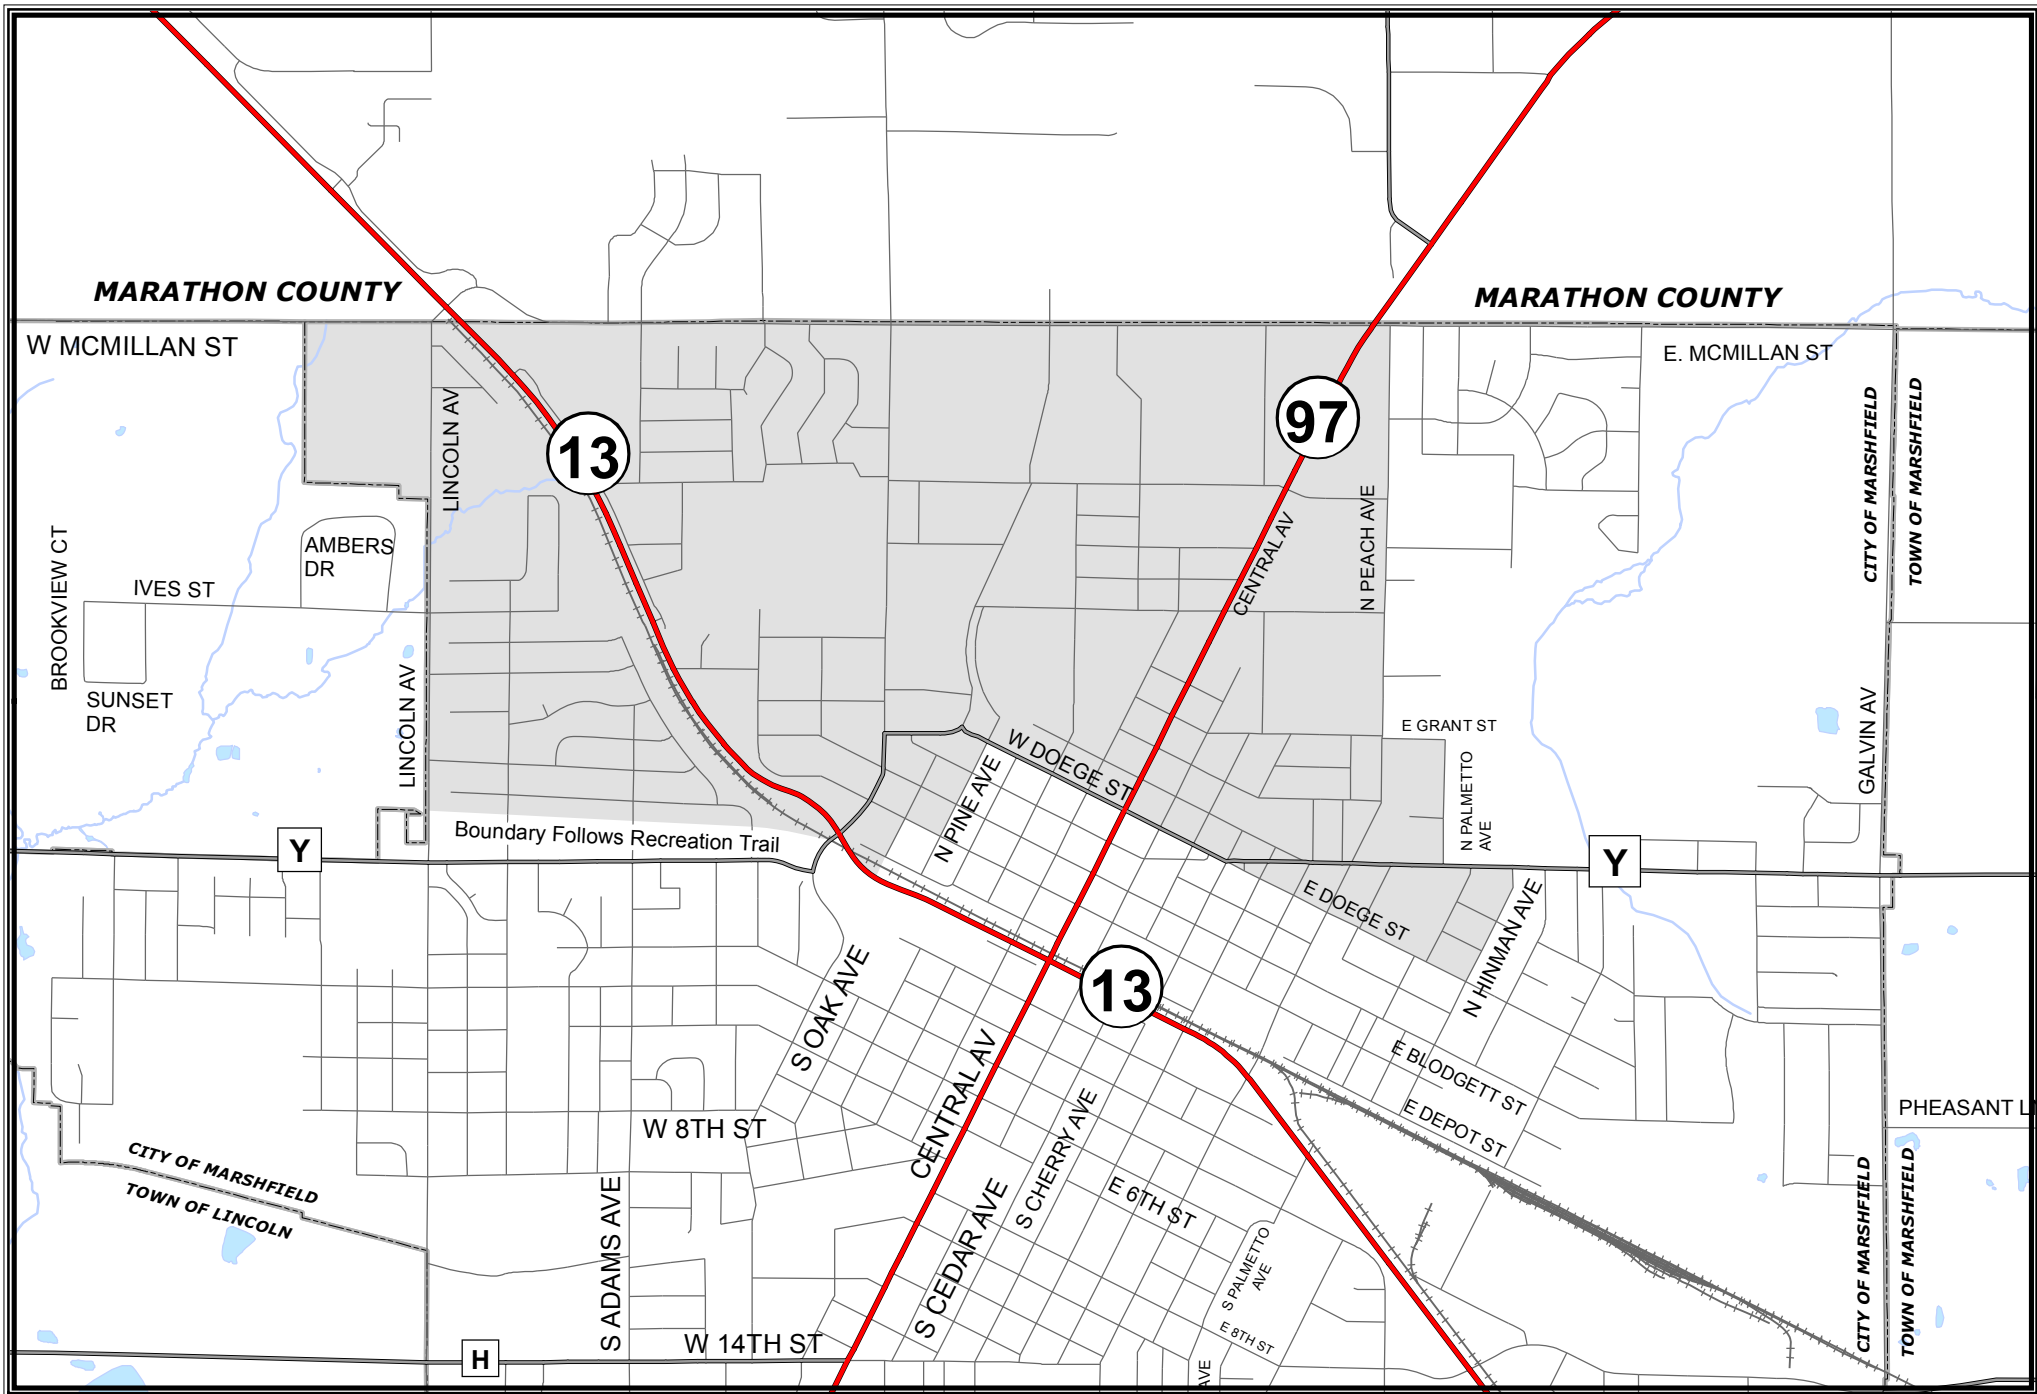 MARATHON COUNTY
MARATHON COUNTY
W MCMILLAN ST
E. MCMILLAN ST
LINCOLN AV
13
97
CITY OF MARSHFIELD
TOWN OF MARSHFIELD
BROOKVIEW CT
AMBERS
DR
IVES ST
CENTRAL AV
N PEACH AVE
SUNSET
DR
LINCOLN AV
E GRANT ST
GALVIN AV
W DOEGE ST
N PINE AVE
N PALMETTO
AVE
Boundary Follows Recreation Trail
Y
Y
E DOEGE ST
N HINMAN AVE
S OAK AVE
13
CENTRAL AV
E BLODGETT ST
E DEPOT ST
PHEASANT L
W 8TH ST
S CHERRY AVE
CITY OF MARSHFIELD
TOWN OF LINCOLN
E 6TH ST
S ADAMS AVE
S CEDAR AVE
S PALMETTO
AVE
CITY OF MARSHFIELD
TOWN OF MARSHFIELD
E 8TH ST
W 14TH ST
H
AVE